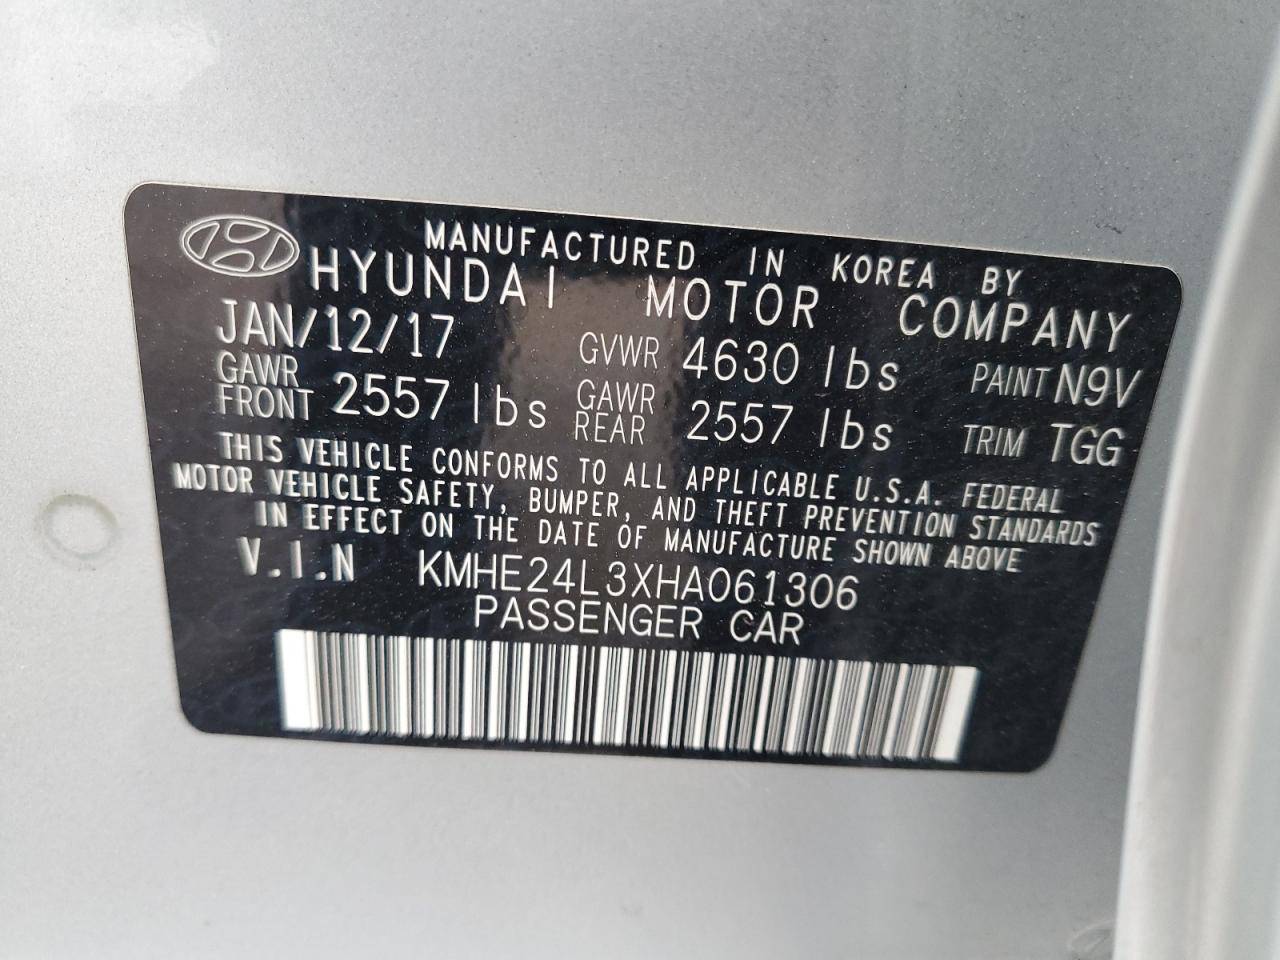 MANUFACTURED IN KOREA BY
HYUNDAI MOTOR COMPANY
JAN/12/17 GVWR 4630 lbs PAINT N9V
GAWR FRONT 2557 lbs GAWR REAR 2557 lbs TRIM TGG
THIS VEHICLE CONFORMS TO ALL APPLICABLE U.S.A. FEDERAL
MOTOR VEHICLE SAFETY, BUMPER, AND THEFT PREVENTION STANDARDS
IN EFFECT ON THE DATE OF MANUFACTURE SHOWN ABOVE
V.I.N KMHE24L3XHA061306
PASSENGER CAR